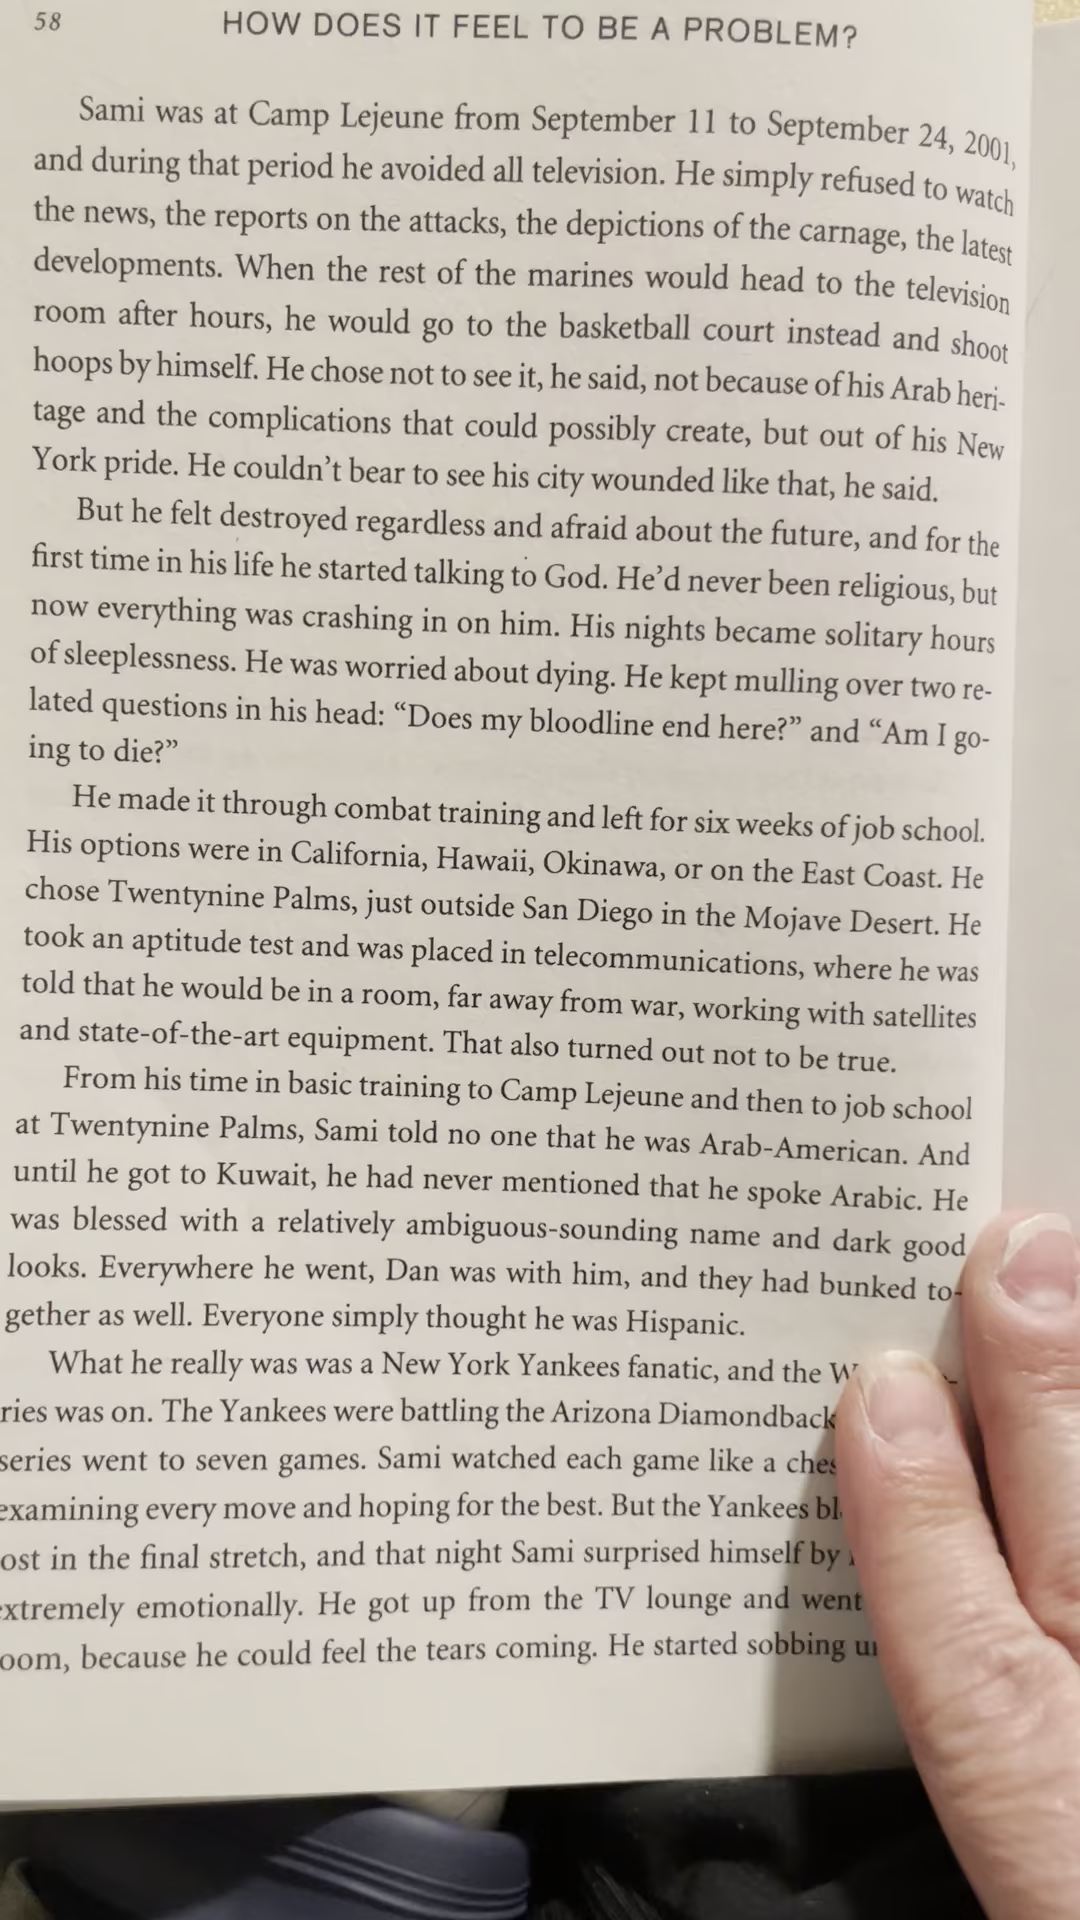 58
HOW DOES IT FEEL TO BE A PROBLEM?
Sami was at Camp Lejeune from September 11 to September 24, 2001,
and during that period he avoided all television. He simply refused to watch
the news, the reports on the attacks, the depictions of the carnage, the latest
developments. When the rest of the marines would head to the television
room after hours, he would go to the basketball court instead and shoot
hoops by himself. He chose not to see it, he said, not because of his Arab heri-
tage and the complications that could possibly create, but out of his New
York pride. He couldn't bear to see his city wounded like that, he said.
But he felt destroyed regardless and afraid about the future, and for the
first time in his life he started talking to God. He'd never been religious, but
now everything was crashing in on him. His nights became solitary hours
of sleeplessness. He was worried about dying. He kept mulling over two re-
lated questions in his head: “Does my bloodline end here?” and “Am I go-
ing to die?”
He made it through combat training and left for six weeks of job school.
His options were in California, Hawaii, Okinawa, or on the East Coast. He
chose Twentynine Palms, just outside San Diego in the Mojave Desert. He
took an aptitude test and was placed in telecommunications, where he was
told that he would be in a room, far away from war, working with satellites
and state-of-the-art equipment. That also turned out not to be true.
From his time in basic training to Camp Lejeune and then to job school
at Twentynine Palms, Sami told no one that he was Arab-American. And
until he got to Kuwait, he had never mentioned that he spoke Arabic. He
was blessed with a relatively ambiguous-sounding name and dark good
looks. Everywhere he went, Dan was with him, and they had bunked to-
gether as well. Everyone simply thought he was Hispanic.
What he really was was a New York Yankees fanatic, and the
ries was on. The Yankees were battling the Arizona Diamondback
series went to seven games. Sami watched each game like a
examining every move and hoping for the best. But the Yankees
ost in the final stretch, and that night Sami surprised himself by
extremely emotionally. He got up from the TV lounge and went
oom, because he could feel the tears coming. He started sobbing